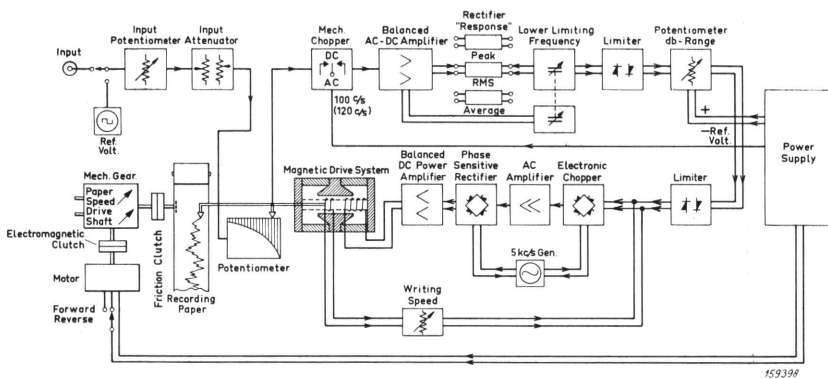 Input
Input
Potentiometer
Input
Attenuator
Ref.
Volt.
Mech.
Chopper
DC
AC
100 c/s
(120 c/s)
Balanced
AC-DC Amplifier
Rectifier
"Response"
Peak
RMS
Average
Lower Limiting
Frequency
Limiter
Potentiometer
db-Range
+
-Ref.
Volt.
Power
Supply
Mech. Gear.
Paper
Speed
Drive
Shaft
Electromagnetic
Clutch
Motor
Forward
Reverse
Friction Clutch
Recording
Paper
Potentiometer
Magnetic Drive System
Balanced
DC Power
Amplifier
Phase
Sensitive
Rectifier
AC
Amplifier
Electronic
Chopper
Limiter
5 kc/s Gen.
Writing
Speed
159398